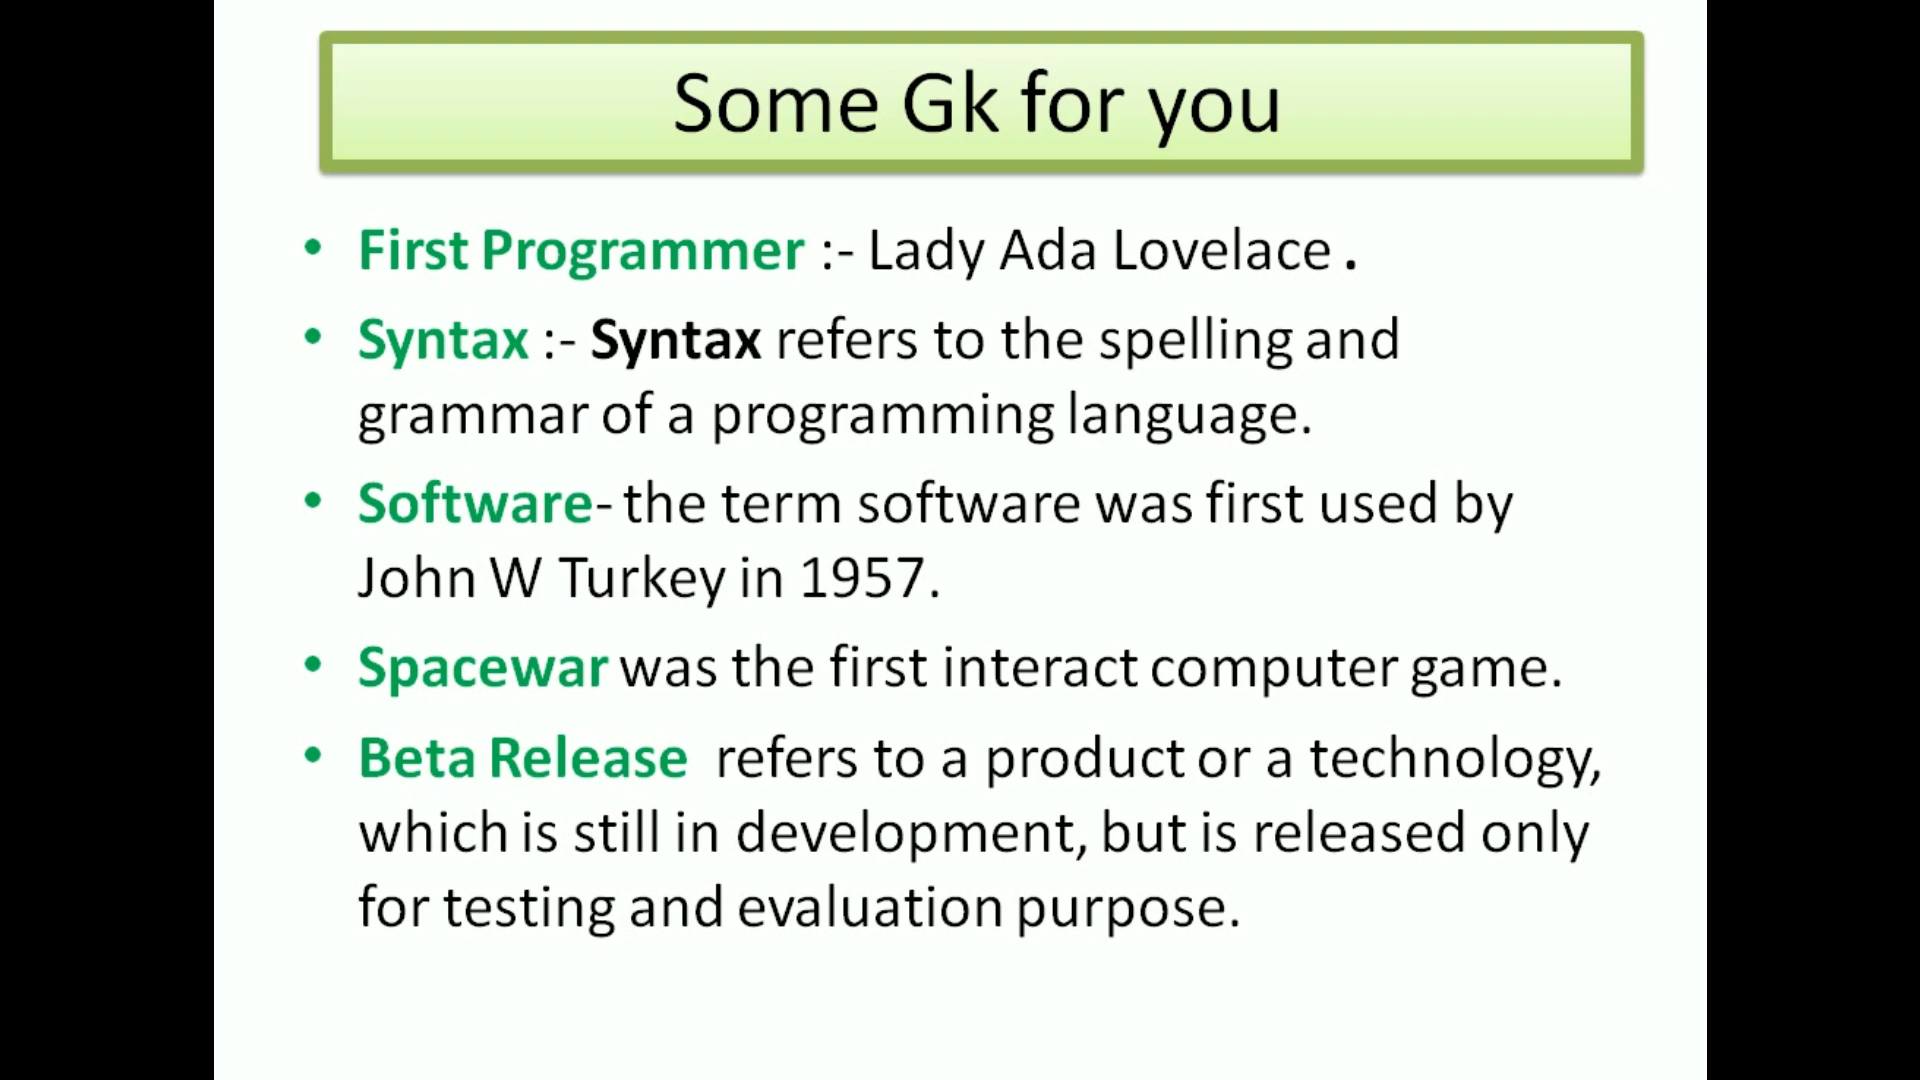 Some Gk for you
• First Programmer :- Lady Ada Lovelace .
• Syntax :- Syntax refers to the spelling and
grammar of a programming language.
• Software- the term software was first used by
John W Turkey in 1957.
• Spacewar was the first interact computer game.
• Beta Release refers to a product or a technology,
which is still in development, but is released only
for testing and evaluation purpose.